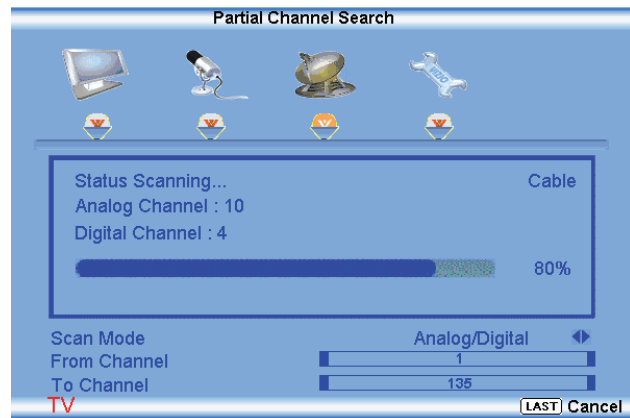 Partial Channel Search
Status Scanning... Cable
Analog Channel : 10
Digital Channel : 4
80%
Scan Mode Analog/Digital
From Channel 1
To Channel 135
TV LAST Cancel